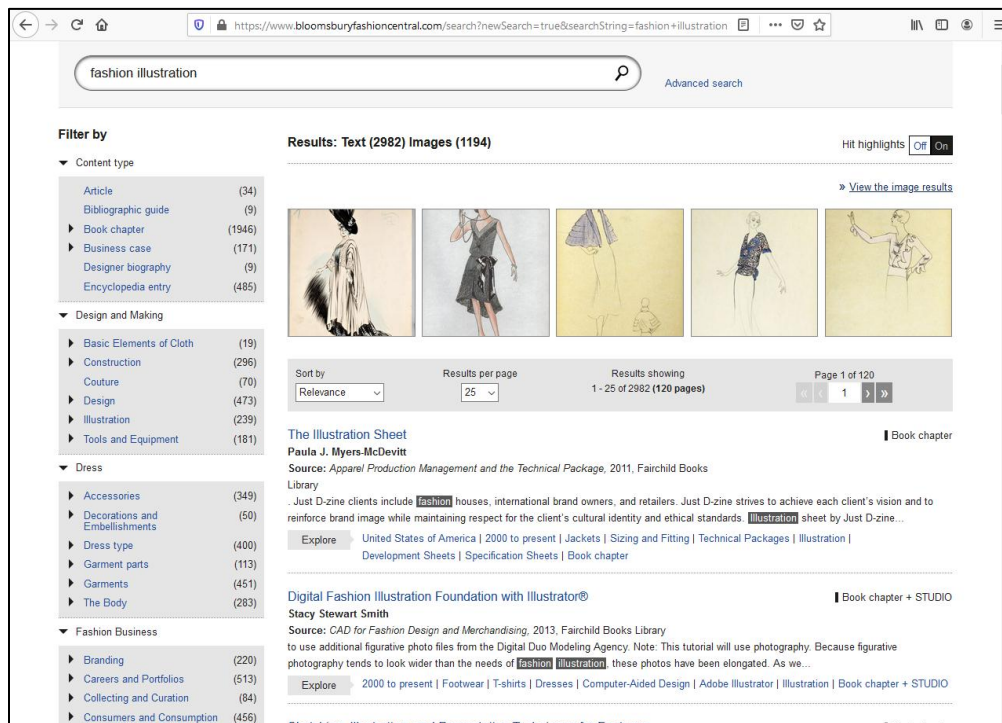 https://www.bloomsburyfashioncentral.com/search?newSearch=true&searchString=fashion+illustration
fashion illustration
Advanced search
Filter by
Content type
Article (34)
Bibliographic guide (9)
Book chapter (1946)
Business case (171)
Designer biography (9)
Encyclopedia entry (485)
Design and Making
Basic Elements of Cloth (19)
Construction (296)
Couture (70)
Design (473)
Illustration (239)
Tools and Equipment (181)
Dress
Accessories (349)
Decorations and (50)
Embellishments
Dress type (400)
Garment parts (113)
Garments (451)
The Body (283)
Fashion Business
Branding (220)
Careers and Portfolios (513)
Collecting and Curation (84)
Consumers and Consumption (456)
Results: Text (2982) Images (1194)
Hit highlights Off On
» View the image results
Sort by Results per page Results showing Page 1 of 120
Relevance 25 1 - 25 of 2982 (120 pages) « ‹ 1 › »
The Illustration Sheet Book chapter
Paula J. Myers-McDevitt
Source: Apparel Production Management and the Technical Package, 2011, Fairchild Books
Library
. Just D-zine clients include fashion houses, international brand owners, and retailers. Just D-zine strives to achieve each client's vision and to
reinforce brand image while maintaining respect for the client's cultural identity and ethical standards. Illustration sheet by Just D-zine...
Explore United States of America | 2000 to present | Jackets | Sizing and Fitting | Technical Packages | Illustration |
Development Sheets | Specification Sheets | Book chapter
Digital Fashion Illustration Foundation with Illustrator® Book chapter + STUDIO
Stacy Stewart Smith
Source: CAD for Fashion Design and Merchandising, 2013, Fairchild Books Library
to use additional figurative photo files from the Digital Duo Modeling Agency. Note: This tutorial will use photography. Because figurative
photography tends to look wider than the needs of fashion illustration, these photos have been elongated. As we...
Explore 2000 to present | Footwear | T-shirts | Dresses | Computer-Aided Design | Adobe Illustrator | Illustration | Book chapter + STUDIO